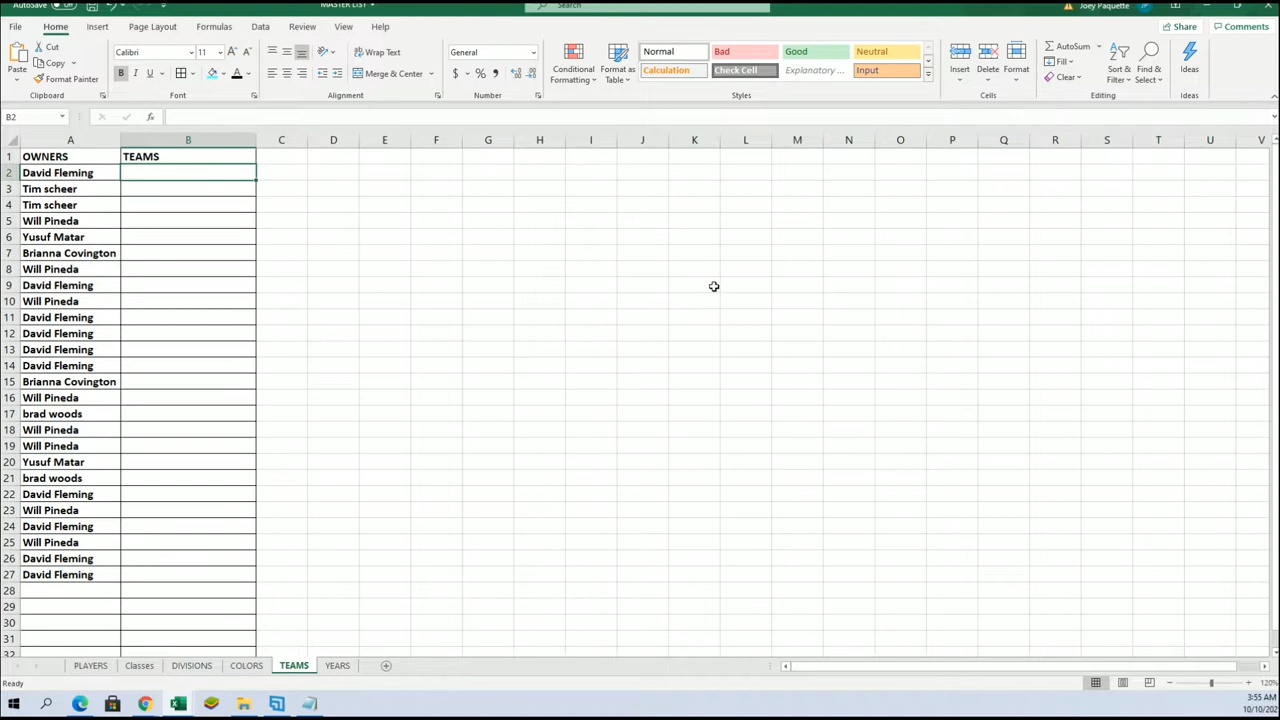 AutoSave Off MASTER LIST Search Joey Paquette JP
File Home Insert Page Layout Formulas Data Review View Help Share Comments
Paste Cut Copy Format Painter Clipboard
Calibri 11 A A B I U A Font
ab Wrap Text Merge & Center Alignment
General $ % , Number
Conditional Formatting Format as Table Normal Bad Good Neutral Calculation Check Cell Explanatory ... Input Styles
Insert Delete Format Cells
AutoSum Fill Clear Sort & Filter Find & Select Editing
Ideas Ideas
B2 fx
A B C D E F G H I J K L M N O P Q R S T U V
1 OWNERS TEAMS
2 David Fleming
3 Tim scheer
4 Tim scheer
5 Will Pineda
6 Yusuf Matar
7 Brianna Covington
8 Will Pineda
9 David Fleming
10 Will Pineda
11 David Fleming
12 David Fleming
13 David Fleming
14 David Fleming
15 Brianna Covington
16 Will Pineda
17 brad woods
18 Will Pineda
19 Will Pineda
20 Yusuf Matar
21 brad woods
22 David Fleming
23 Will Pineda
24 David Fleming
25 Will Pineda
26 David Fleming
27 David Fleming
28
29
30
31
32
PLAYERS Classes DIVISIONS COLORS TEAMS YEARS
Ready 120%
3:55 AM
10/10/202